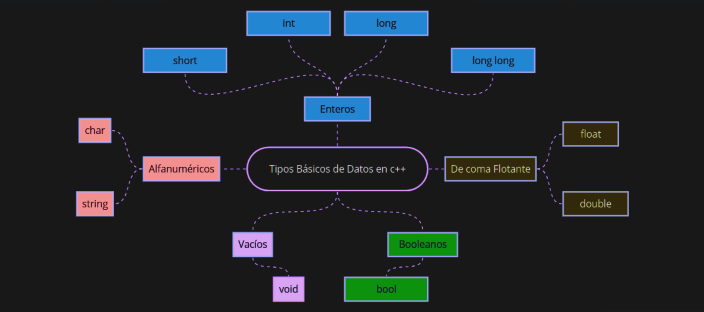 int
long
short
long long
Enteros
char
float
Alfanuméricos
Tipos Básicos de Datos en c++
De coma Flotante
string
double
Vacíos
Booleanos
void
bool